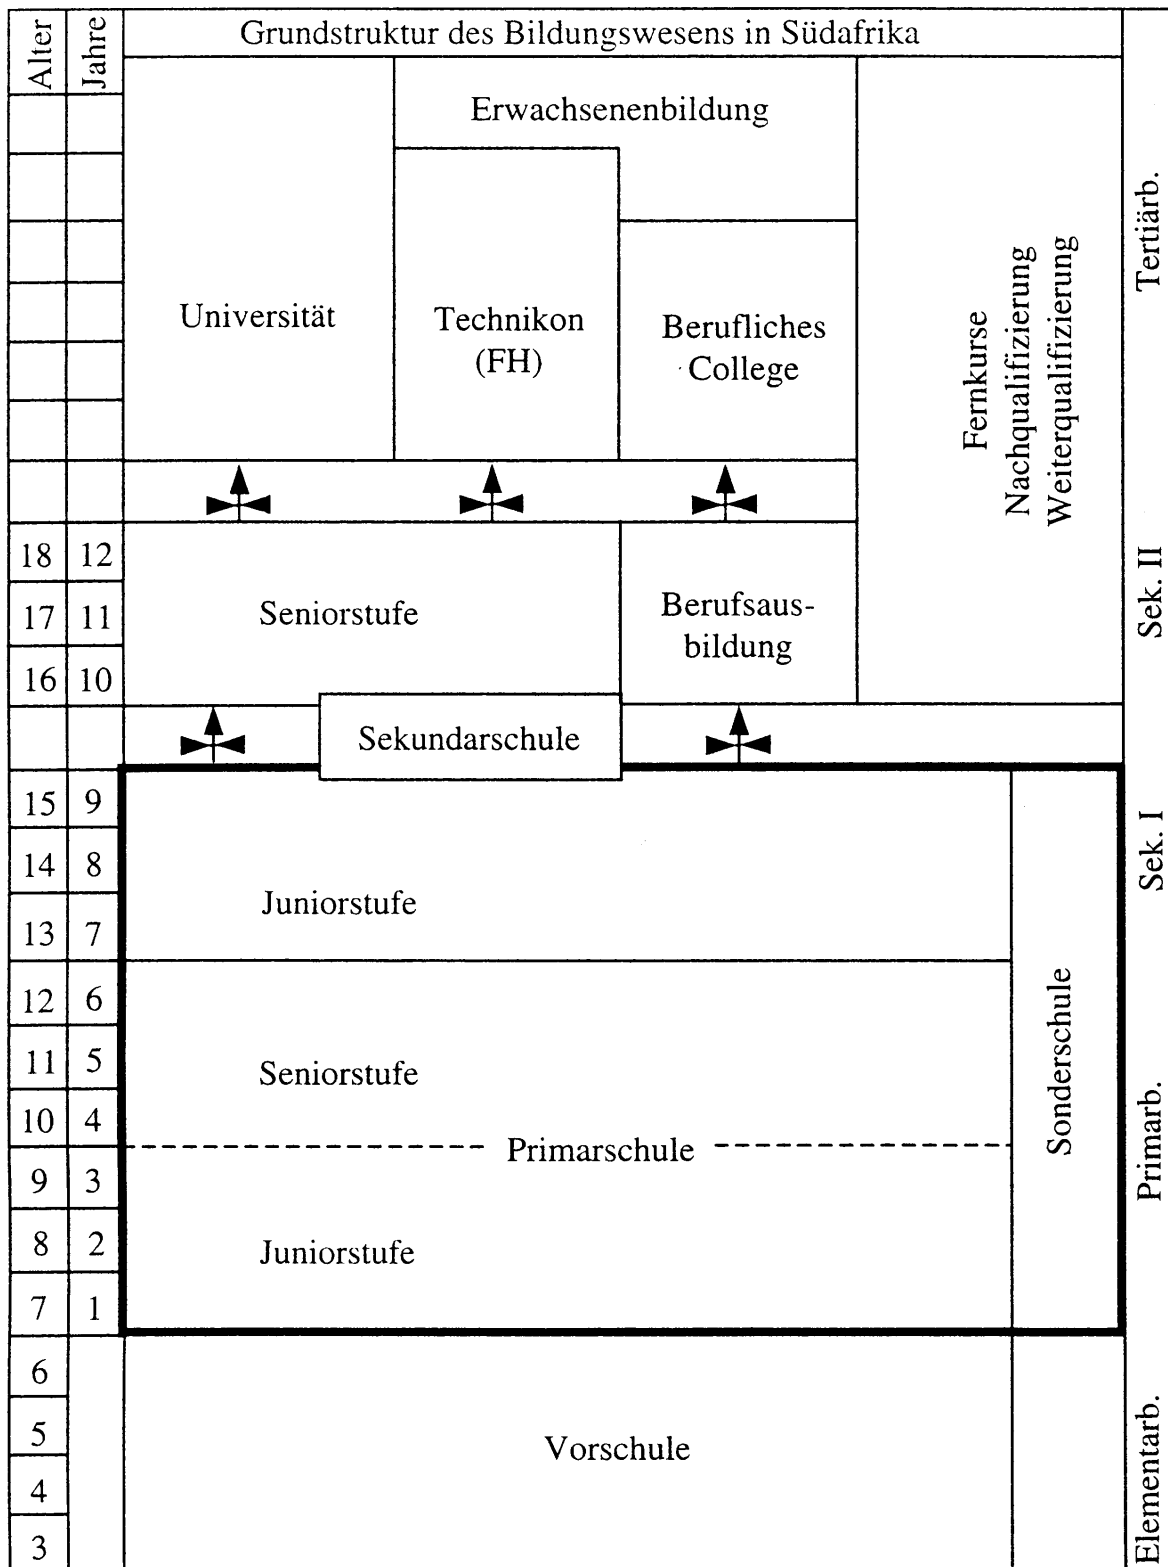 Alter
Jahre
Grundstruktur des Bildungswesens in Südafrika
Erwachsenenbildung
Universität
Technikon
(FH)
Berufliches
College
Fernkurse
Nachqualifizierung
Weiterqualifizierung
Tertiärb.
18 12
17 11
16 10
Seniorstufe
Berufsaus-
bildung
Sek. II
Sekundarschule
15 9
14 8
13 7
Juniorstufe
Sek. I
12 6
11 5
10 4
Seniorstufe
Primarschule
Sonderschule
Primarb.
9 3
8 2
7 1
Juniorstufe
6
5
4
3
Vorschule
Elementarb.